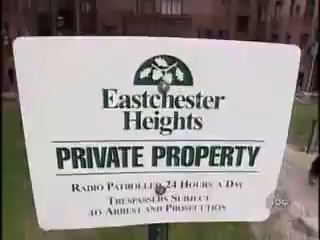 Eastchester
Heights
PRIVATE PROPERTY
RADIO PATROLLED 24 HOURS A DAY
TRESPASSERS SUBJECT
TO ARREST AND PROSECUTION
abc